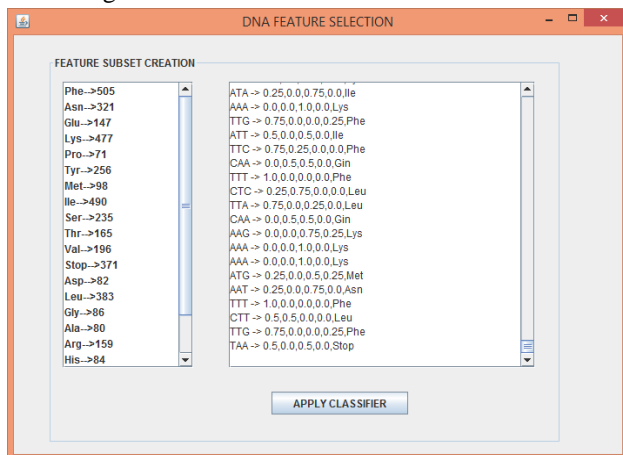 DNA FEATURE SELECTION
FEATURE SUBSET CREATION
Phe-->505
Asn-->321
Glu-->147
Lys-->477
Pro-->71
Tyr-->256
Met-->98
Ile-->490
Ser-->235
Thr-->165
Val-->196
Stop-->371
Asp-->82
Leu-->383
Gly-->86
Ala-->80
Arg-->159
His-->84
ATA -> 0.25,0.0,0.75,0.0,Ile
AAA -> 0.0,0.0,1.0,0.0,Lys
TTG -> 0.75,0.0,0.0,0.25,Phe
ATT -> 0.5,0.0,0.5,0.0,Ile
TTC -> 0.75,0.25,0.0,0.0,Phe
CAA -> 0.0,0.5,0.5,0.0,Gin
TTT -> 1.0,0.0,0.0,0.0,Phe
CTC -> 0.25,0.75,0.0,0.0,Leu
TTA -> 0.75,0.0,0.25,0.0,Leu
CAA -> 0.0,0.5,0.5,0.0,Gin
AAG -> 0.0,0.0,0.75,0.25,Lys
AAA -> 0.0,0.0,1.0,0.0,Lys
AAA -> 0.0,0.0,1.0,0.0,Lys
ATG -> 0.25,0.0,0.5,0.25,Met
AAT -> 0.25,0.0,0.75,0.0,Asn
TTT -> 1.0,0.0,0.0,0.0,Phe
CTT -> 0.5,0.5,0.0,0.0,Leu
TTG -> 0.75,0.0,0.0,0.25,Phe
TAA -> 0.5,0.0,0.5,0.0,Stop
APPLY CLASSIFIER